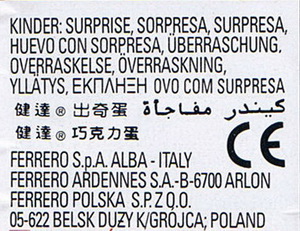 KINDER: SURPRISE, SORPRESA, SURPRESA,
HUEVO CON SORPRESA, ÜBERRASCHUNG,
OVERRASKELSE, ÖVERRASKNING,
YLLÄTYS, ΕΚΠΛΗΞΗ OVO COM SURPRESA
健達® 出奇蛋 كيندر مفاجأة
健達® 巧克力蛋 CE
FERRERO S.p.A. ALBA - ITALY
FERRERO ARDENNES S.A.-B-6700 ARLON
FERRERO POLSKA S.P.ZO.O.
05-622 BELSK DUZY K/GRÓJCA; POLAND